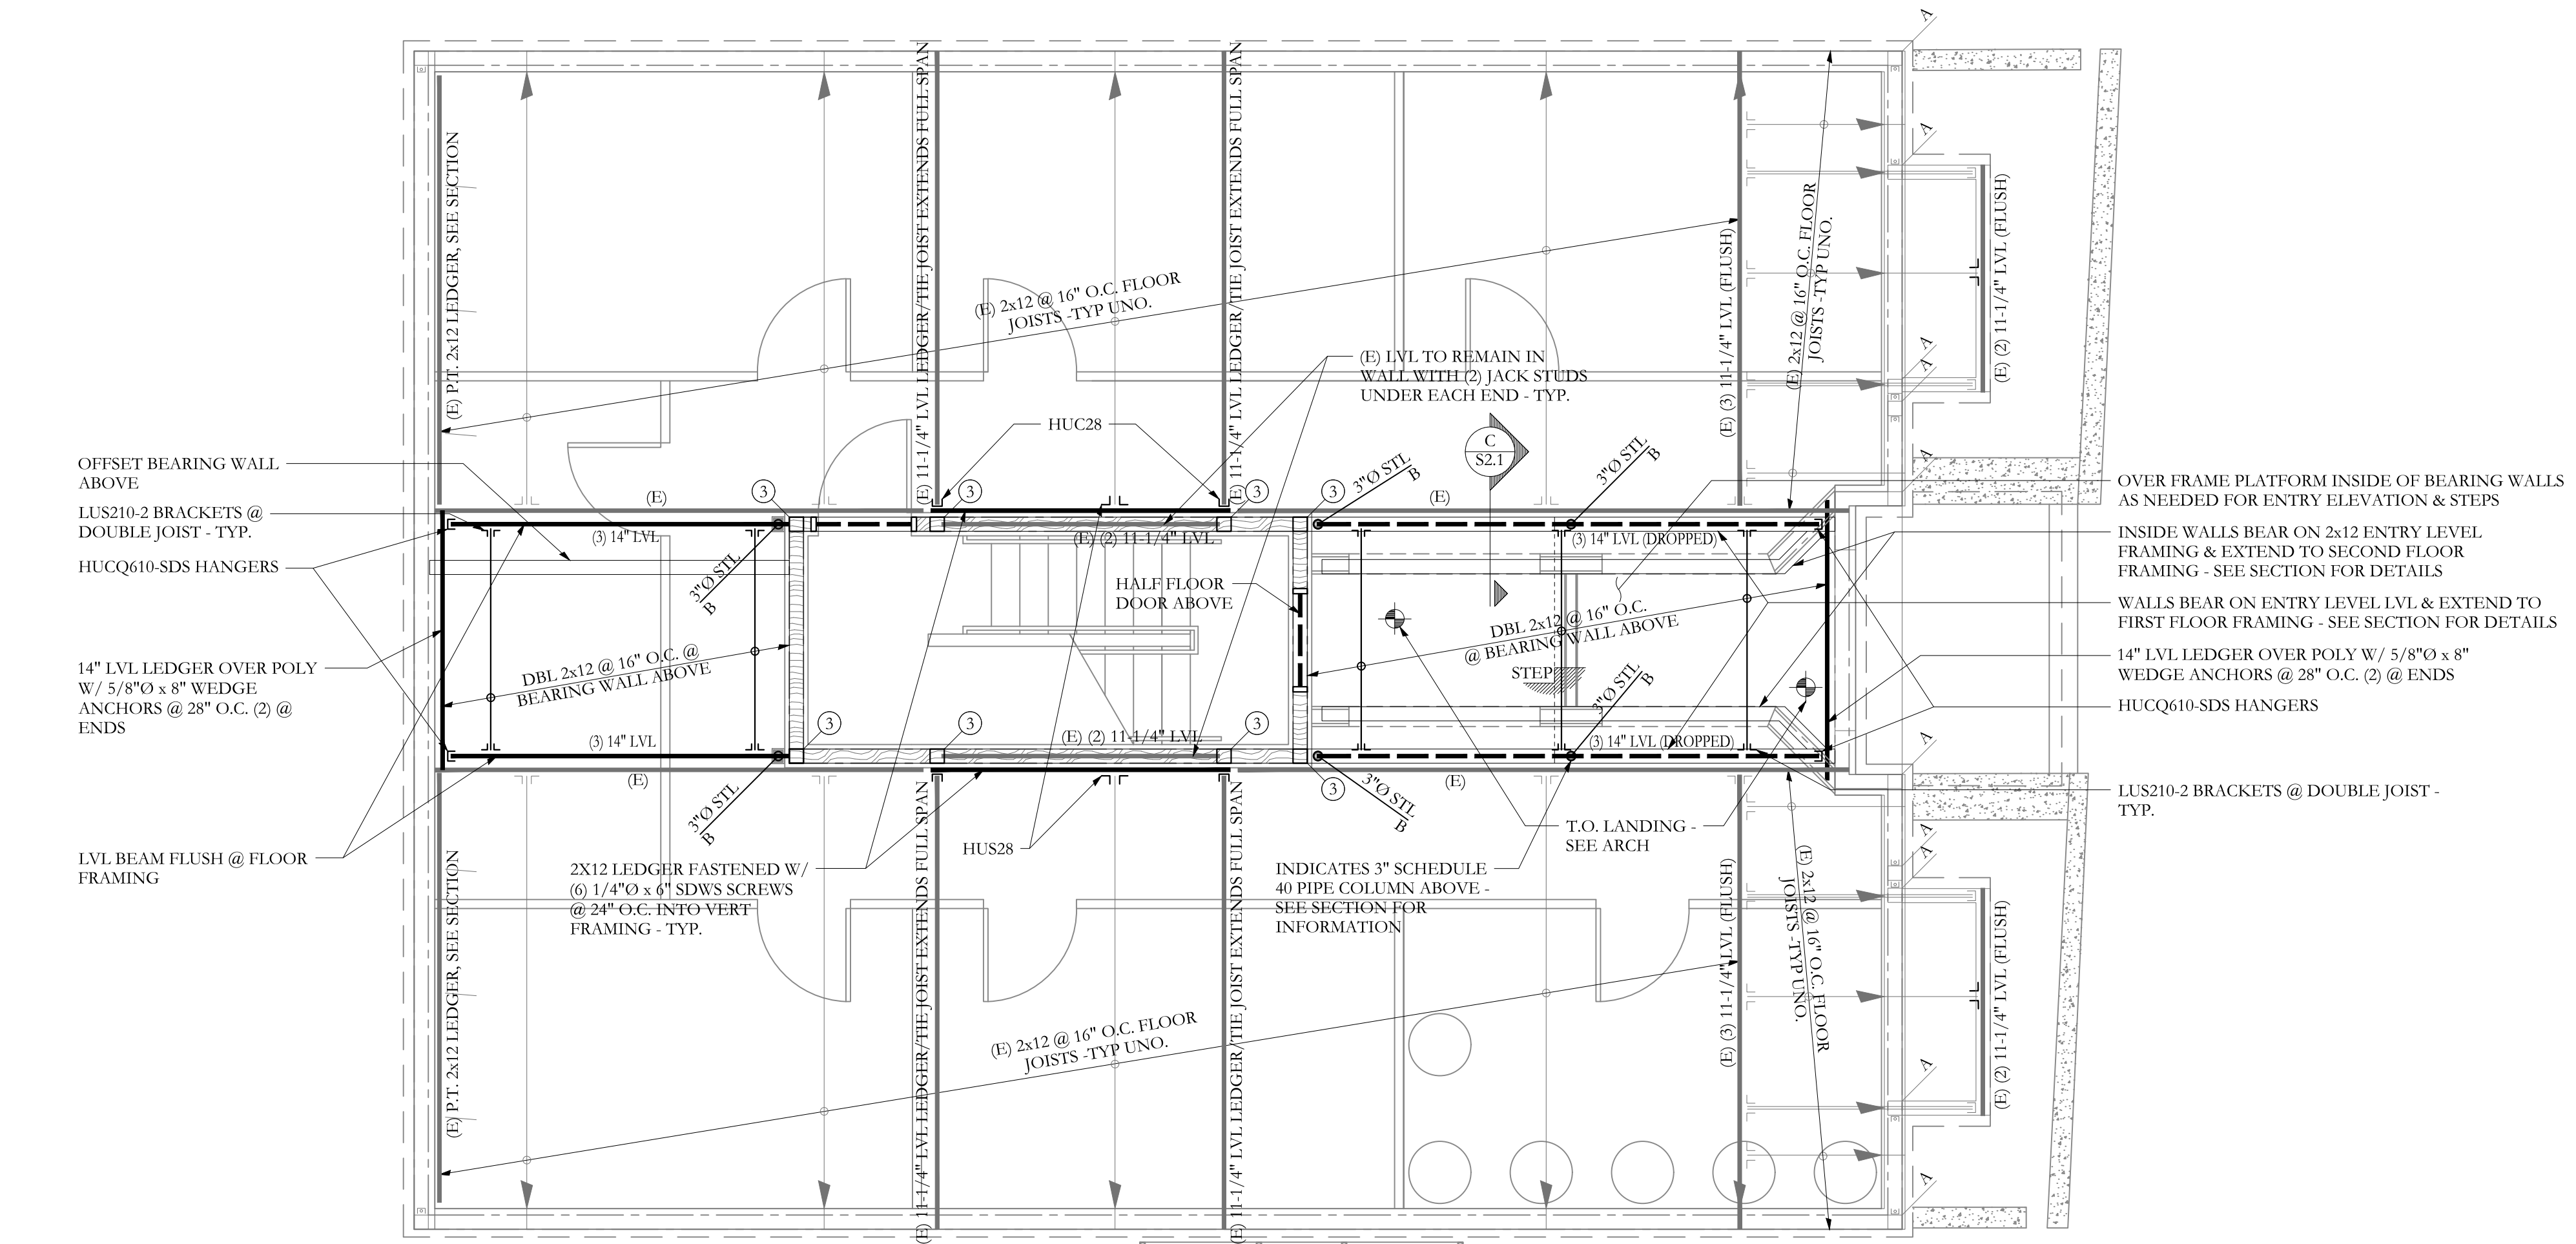 A
A
A
A
A
A
(E) P.T. 2x12 LEDGER, SEE SECTION
(E) 11-1/4" LVL LEDGER/TIE JOIST EXTENDS FULL SPAN
(E) 11-1/4" LVL LEDGER/TIE JOIST EXTENDS FULL SPAN
(E) 2x12 @ 16" O.C. FLOOR
JOISTS -TYP UNO.
(E) (3) 11-1/4" LVL (FLUSH)
(E) 2x12 @ 16" O.C. FLOOR
JOISTS -TYP UNO.
(E) (2) 11-1/4" LVL (FLUSH)
(E) LVL TO REMAIN IN
WALL WITH (2) JACK STUDS
UNDER EACH END - TYP.
HUC28
C
S2.1
3"Ø STL
B
3"Ø STL
B
OFFSET BEARING WALL
ABOVE
LUS210-2 BRACKETS @
DOUBLE JOIST - TYP.
HUCQ610-SDS HANGERS
14" LVL LEDGER OVER POLY
W/ 5/8"Ø x 8" WEDGE
ANCHORS @ 28" O.C. (2) @
ENDS
LVL BEAM FLUSH @ FLOOR
FRAMING
(E)
3
3
3
3
(E)
(3) 14" LVL
(E) (2) 11-1/4" LVL
(3) 14" LVL (DROPPED)
3"Ø STL
B
HALF FLOOR
DOOR ABOVE
DBL 2x12 @ 16" O.C. @
BEARING WALL ABOVE
DBL 2x12 @ 16" O.C.
@ BEARING WALL ABOVE
STEP
3"Ø STL
B
3
3
3
3
(3) 14" LVL
(E) (2) 11-1/4" LVL
(3) 14" LVL (DROPPED)
(E)
(E)
3"Ø STL
B
3"Ø STL
B
OVER FRAME PLATFORM INSIDE OF BEARING WALLS
AS NEEDED FOR ENTRY ELEVATION & STEPS
INSIDE WALLS BEAR ON 2x12 ENTRY LEVEL
FRAMING & EXTEND TO SECOND FLOOR
FRAMING - SEE SECTION FOR DETAILS
WALLS BEAR ON ENTRY LEVEL LVL & EXTEND TO
FIRST FLOOR FRAMING - SEE SECTION FOR DETAILS
14" LVL LEDGER OVER POLY W/ 5/8"Ø x 8"
WEDGE ANCHORS @ 28" O.C. (2) @ ENDS
HUCQ610-SDS HANGERS
LUS210-2 BRACKETS @ DOUBLE JOIST -
TYP.
2X12 LEDGER FASTENED W/
(6) 1/4"Ø x 6" SDWS SCREWS
@ 24" O.C. INTO VERT
FRAMING - TYP.
HUS28
INDICATES 3" SCHEDULE
40 PIPE COLUMN ABOVE -
SEE SECTION FOR
INFORMATION
T.O. LANDING -
SEE ARCH
(E) P.T. 2x12 LEDGER, SEE SECTION
(E) 11-1/4" LVL LEDGER/TIE JOIST EXTENDS FULL SPAN
(E) 11-1/4" LVL LEDGER/TIE JOIST EXTENDS FULL SPAN
(E) 2x12 @ 16" O.C. FLOOR
JOISTS -TYP UNO.
(E) (3) 11-1/4" LVL (FLUSH)
(E) 2x12 @ 16" O.C. FLOOR
JOISTS -TYP UNO.
(E) (2) 11-1/4" LVL (FLUSH)
A
A
A
A
A